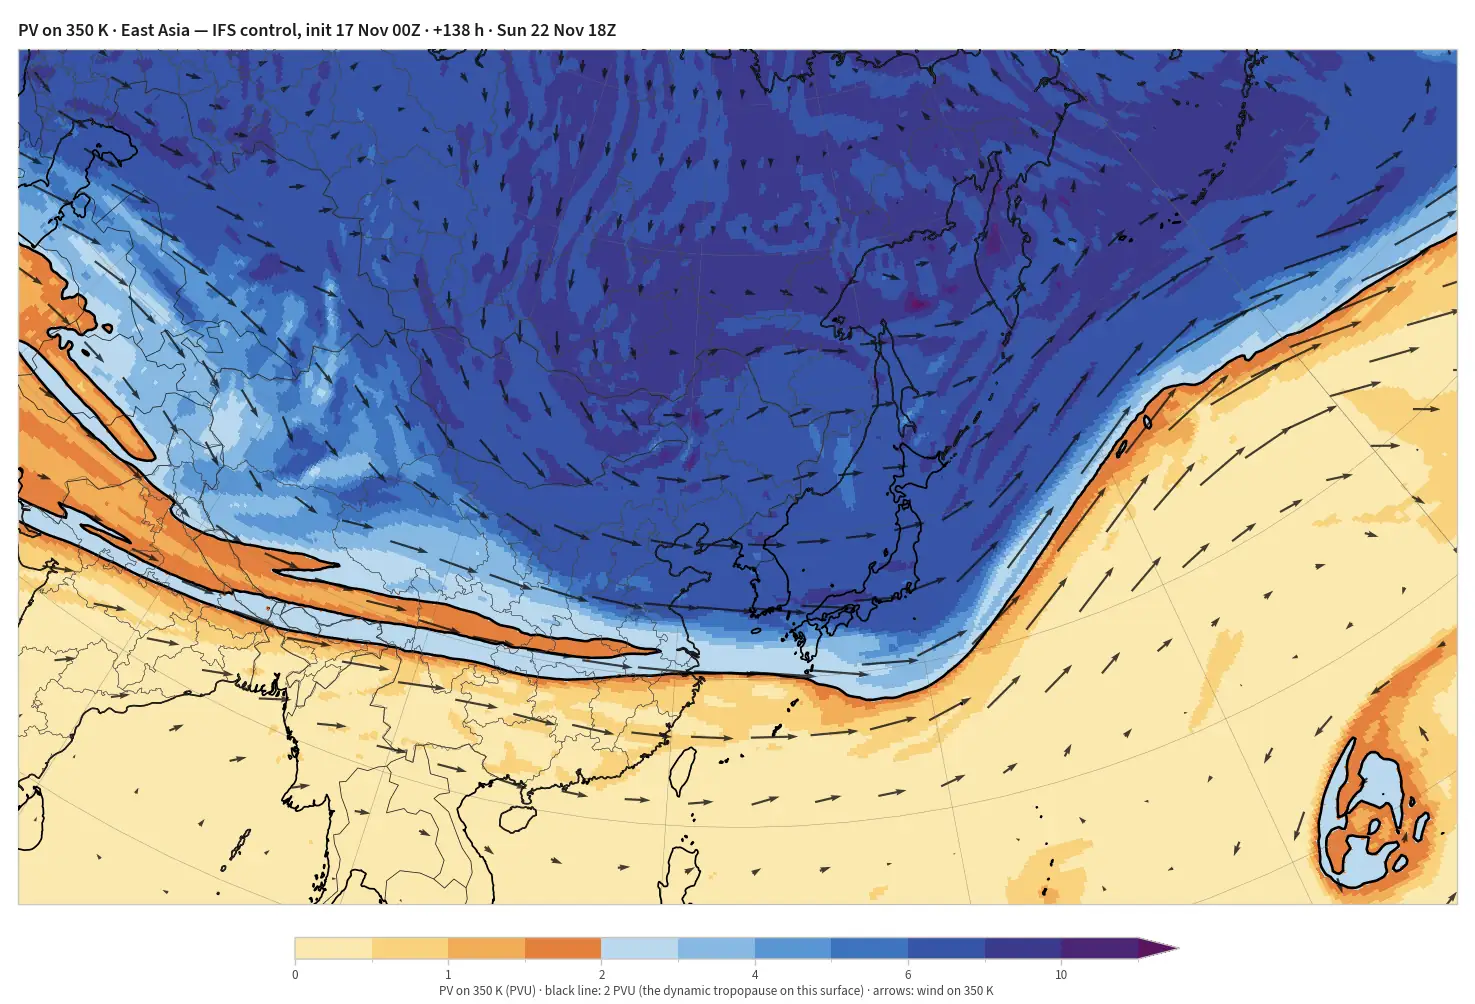 PV on 350 K · East Asia — IFS control, init 17 Nov 00Z · +138 h · Sun 22 Nov 18Z
0 1 2 4 6 10
PV on 350 K (PVU) · black line: 2 PVU (the dynamic tropopause on this surface) · arrows: wind on 350 K